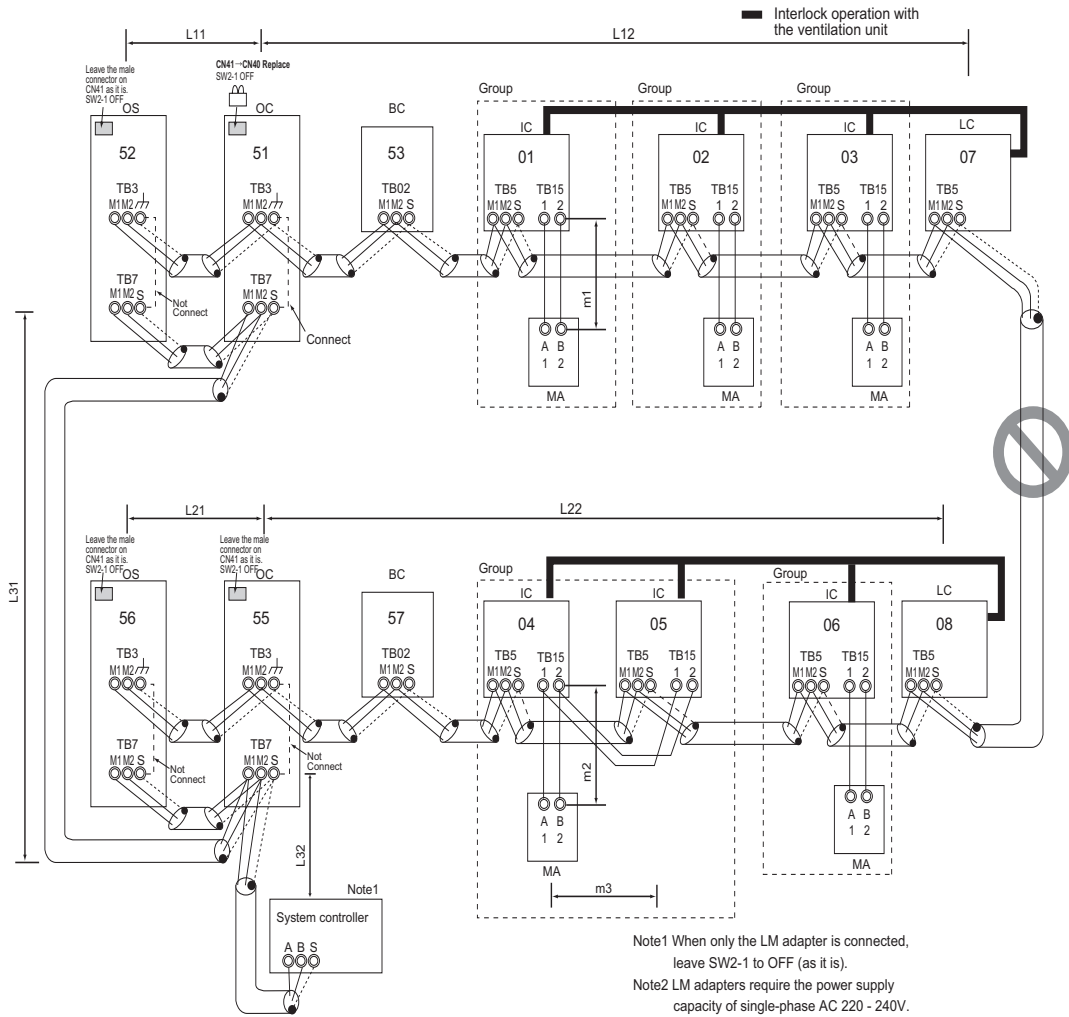 Interlock operation with
the ventilation unit
L11
L12
Leave the male
connector on
CN41 as it is.
SW2-1 OFF
CN41→CN40 Replace
SW2-1 OFF
Group
Group
Group
OS
OC
BC
IC
IC
IC
LC
52
51
53
01
02
03
07
TB3
TB3
TB02
TB5 TB15
TB5 TB15
TB5 TB15
TB5
M1 M2
M1 M2
M1 M2 S
M1 M2 S 1 2
M1 M2 S 1 2
M1 M2 S 1 2
M1 M2 S
TB7
TB7
M1 M2 S
M1 M2 S
Not
Connect
Connect
m1
A B
1 2
MA
A B
1 2
MA
A B
1 2
MA
L31
L21
L22
Leave the male
connector on
CN41 as it is.
SW2-1 OFF
Leave the male
connector on
CN41 as it is.
SW2-1 OFF
Group
Group
OS
OC
BC
IC
IC
IC
LC
56
55
57
04
05
06
08
TB3
TB3
TB02
TB5 TB15
TB5 TB15
TB5 TB15
TB5
M1 M2
M1 M2
M1 M2 S
M1 M2 S 1 2
M1 M2 S 1 2
M1 M2 S 1 2
M1 M2 S
TB7
TB7
M1 M2 S
M1 M2 S
Not
Connect
Not
Connect
m2
A B
1 2
MA
A B
1 2
MA
m3
L32
Note1
System controller
A B S
Note1 When only the LM adapter is connected,
leave SW2-1 to OFF (as it is).
Note2 LM adapters require the power supply
capacity of single-phase AC 220 - 240V.